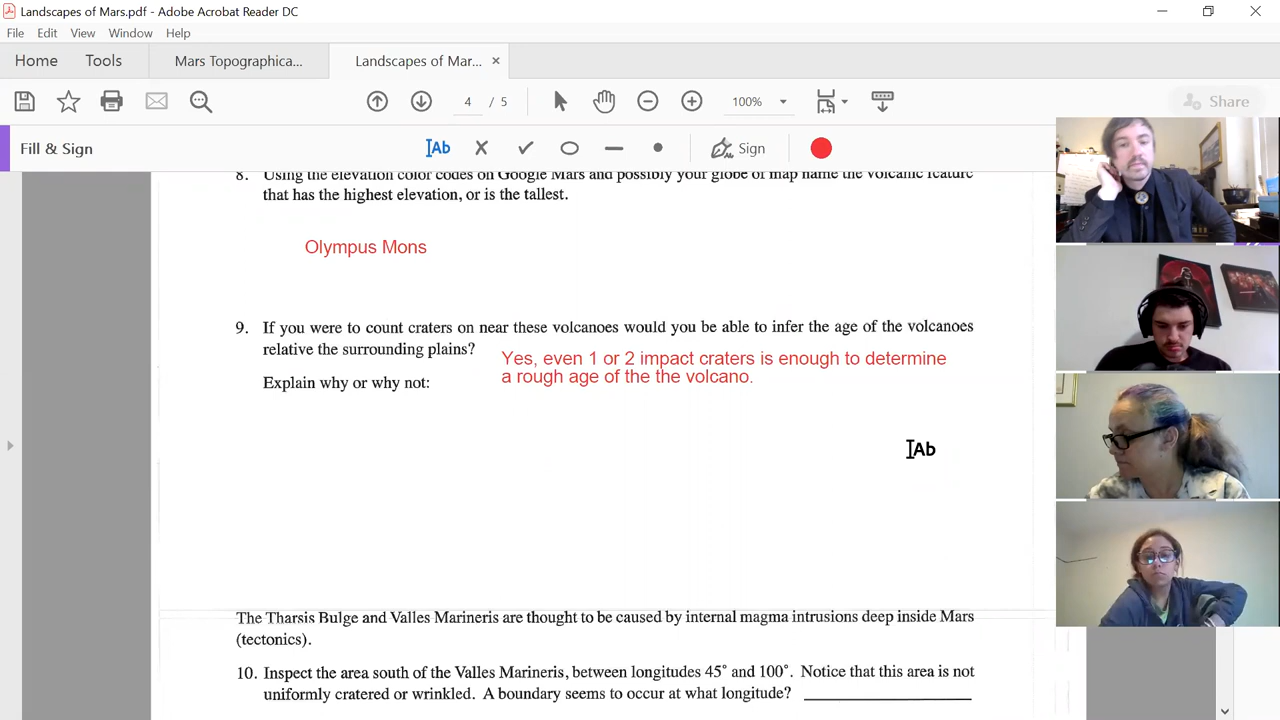 Landscapes of Mars.pdf - Adobe Acrobat Reader DC
File Edit View Window Help
Home Tools Mars Topographica... Landscapes of Mar... ×
4 / 5 100% Share
Fill & Sign IAb Sign
8. Using the elevation color codes on Google Mars and possibly your globe of map name the volcanic feature
that has the highest elevation, or is the tallest.
Olympus Mons
9. If you were to count craters on near these volcanoes would you be able to infer the age of the volcanoes
relative the surrounding plains?
Yes, even 1 or 2 impact craters is enough to determine
a rough age of the the volcano.
Explain why or why not:
IAb
The Tharsis Bulge and Valles Marineris are thought to be caused by internal magma intrusions deep inside Mars
(tectonics).
10. Inspect the area south of the Valles Marineris, between longitudes 45° and 100°. Notice that this area is not
uniformly cratered or wrinkled. A boundary seems to occur at what longitude? ____________